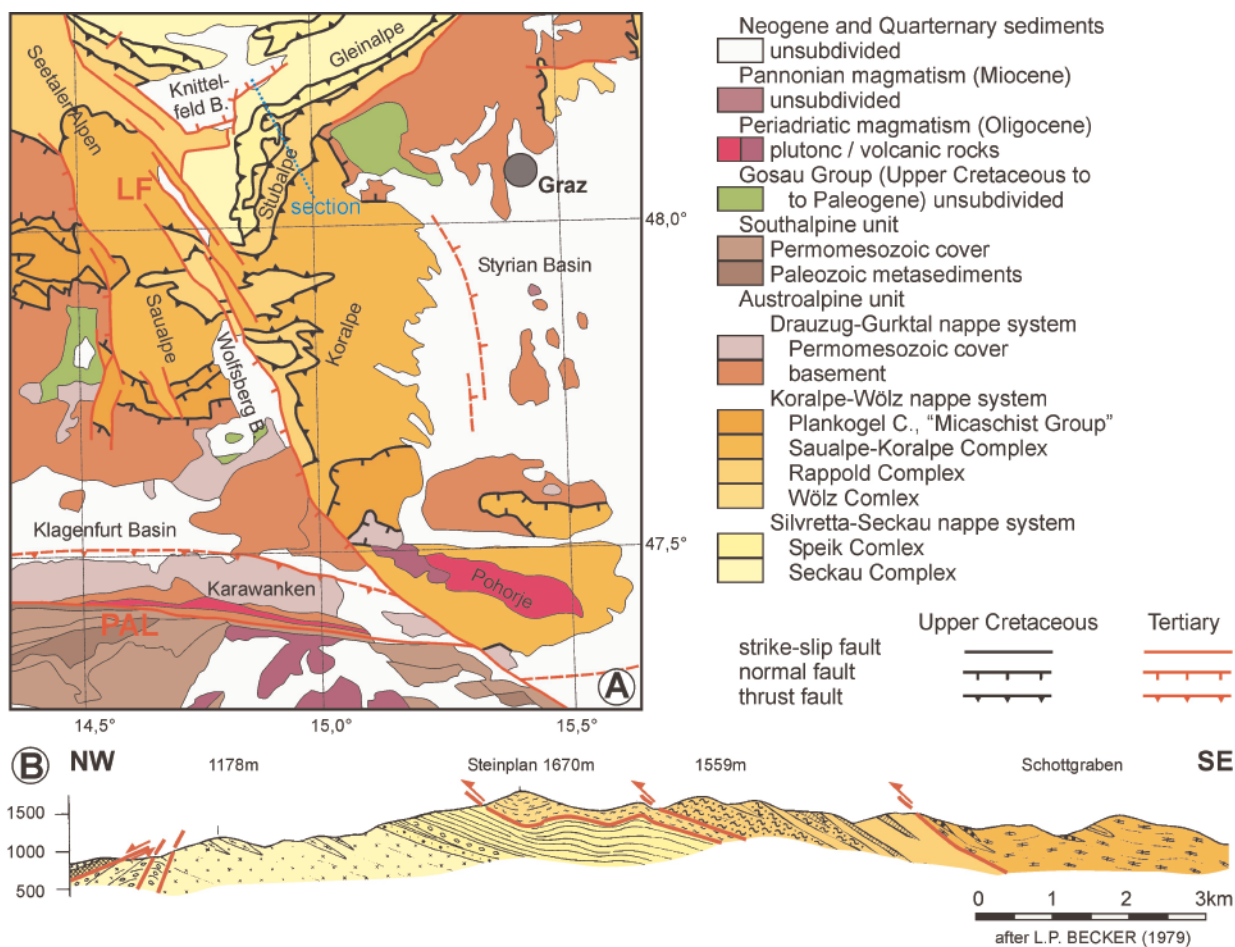 Seetaler Alpen
Knittel-
feld B.
Gleinalpe
LF
Stubalpe
section
Graz
48,0°
Styrian Basin
Saualpe
Koralpe
Wolfsberg B.
Klagenfurt Basin
47,5°
Karawanken
Pohorje
PAL
A
14,5°
15,0°
15,5°
Neogene and Quarternary sediments
unsubdivided
Pannonian magmatism (Miocene)
unsubdivided
Periadriatic magmatism (Oligocene)
plutonc / volcanic rocks
Gosau Group (Upper Cretaceous to
to Paleogene) unsubdivided
Southalpine unit
Permomesozoic cover
Paleozoic metasediments
Austroalpine unit
Drauzug-Gurktal nappe system
Permomesozoic cover
basement
Koralpe-Wölz nappe system
Plankogel C., “Micaschist Group”
Saualpe-Koralpe Complex
Rappold Complex
Wölz Comlex
Silvretta-Seckau nappe system
Speik Comlex
Seckau Complex
Upper Cretaceous Tertiary
strike-slip fault
normal fault
thrust fault
B NW 1178m Steinplan 1670m 1559m Schottgraben SE
1500
1000
500
0 1 2 3km
after L.P. BECKER (1979)